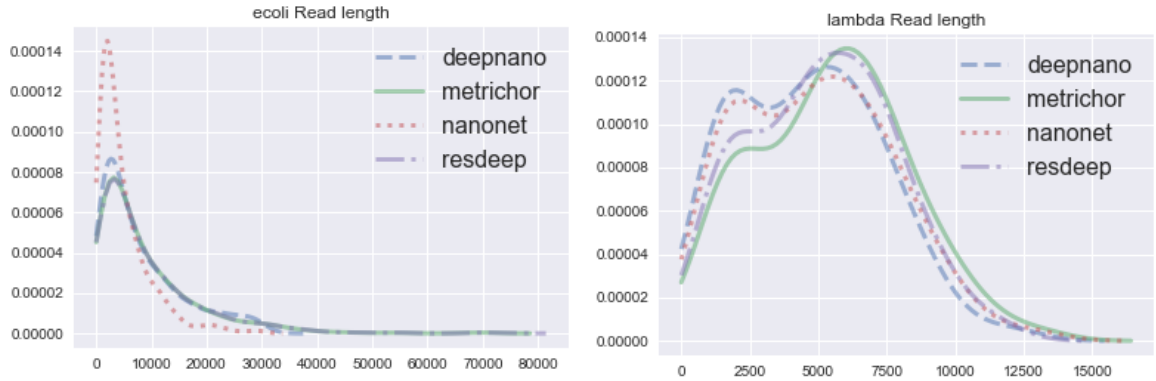 ecoli Read length
0.00014
0.00012
0.00010
0.00008
0.00006
0.00004
0.00002
0.00000
deepnano
metrichor
nanonet
resdeep
0 10000 20000 30000 40000 50000 60000 70000 80000
lambda Read length
0.00014
0.00012
0.00010
0.00008
0.00006
0.00004
0.00002
0.00000
deepnano
metrichor
nanonet
resdeep
0 2500 5000 7500 10000 12500 15000